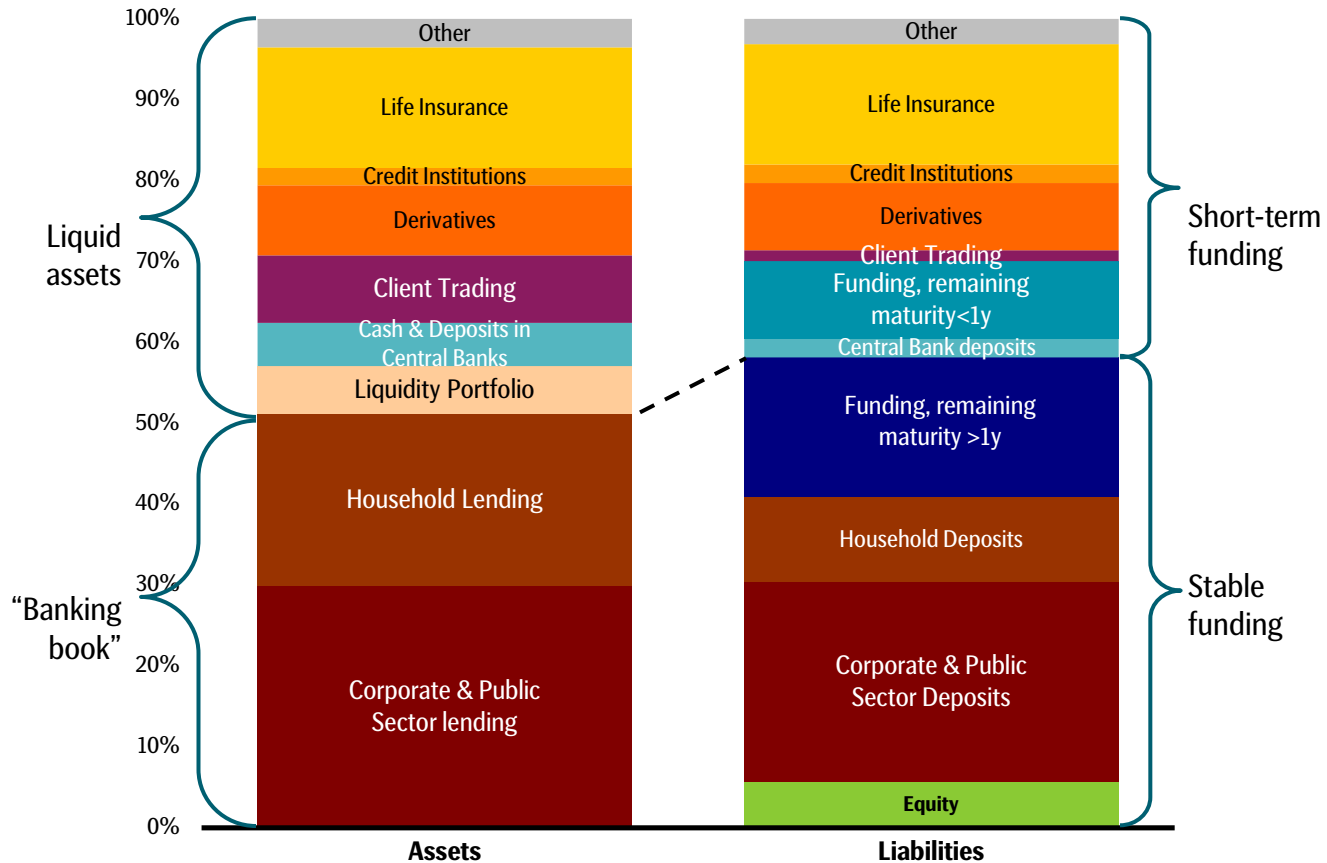 100%
90%
80%
70%
60%
50%
40%
30%
20%
10%
0%
Liquid
assets
“Banking
book”
Other
Life Insurance
Credit Institutions
Derivatives
Client Trading
Cash & Deposits in
Central Banks
Liquidity Portfolio
Household Lending
Corporate & Public
Sector lending
Assets
Other
Life Insurance
Credit Institutions
Derivatives
Client Trading
Funding, remaining
maturity<1y
Central Bank deposits
Funding, remaining
maturity >1y
Household Deposits
Corporate & Public
Sector Deposits
Equity
Liabilities
Short-term
funding
Stable
funding